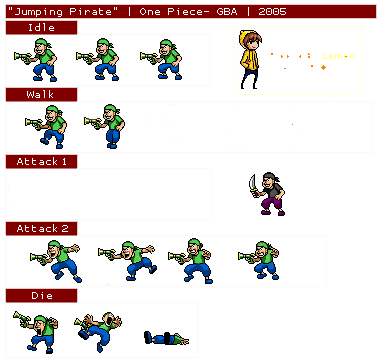 "Jumping Pirate" | One Piece- GBA | 2005
Idle
Walk
Attack 1
Attack 2
Die